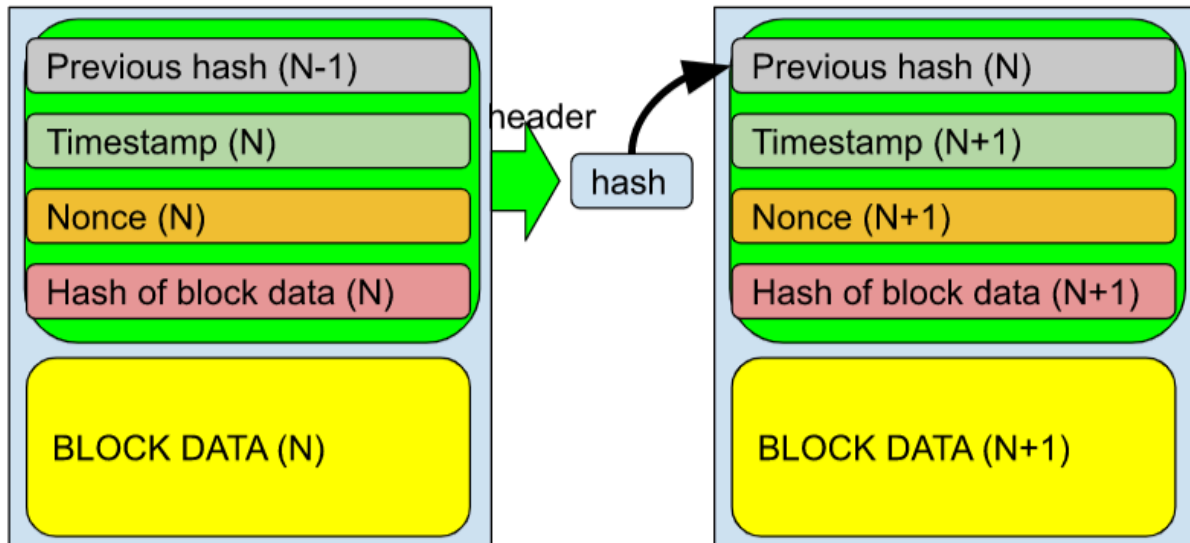 Previous hash (N-1)
Timestamp (N)
Nonce (N)
Hash of block data (N)
BLOCK DATA (N)
header
hash
Previous hash (N)
Timestamp (N+1)
Nonce (N+1)
Hash of block data (N+1)
BLOCK DATA (N+1)